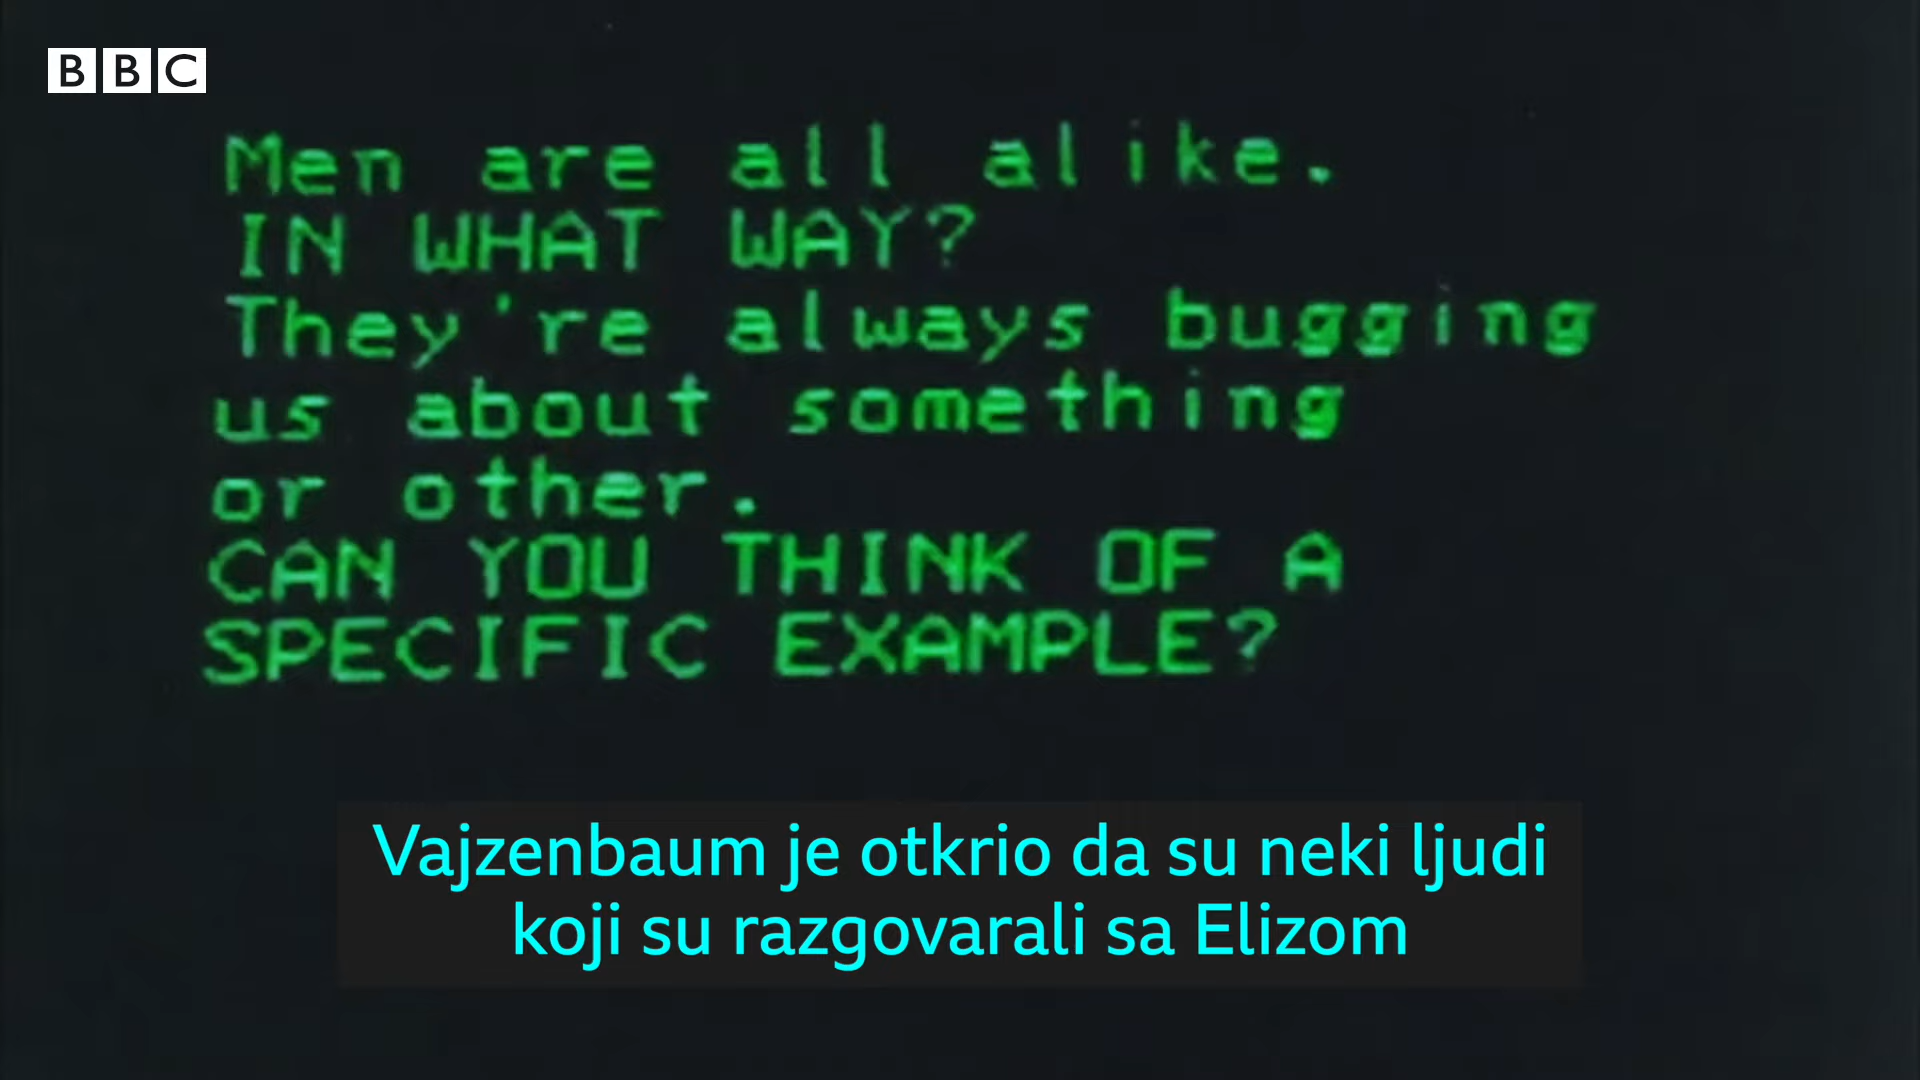 BBC
Men are all alike.
IN WHAT WAY?
They're always bugging
us about something
or other.
CAN YOU THINK OF A
SPECIFIC EXAMPLE?
Vajzenbaum je otkrio da su neki ljudi
koji su razgovarali sa Elizom